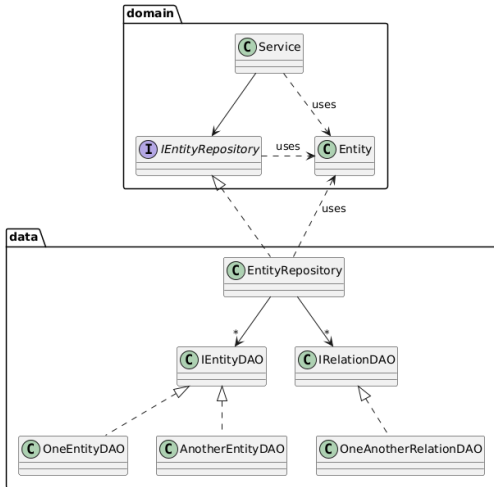 domain
C Service
uses
I IEntityRepository
uses
C Entity
uses
data
C EntityRepository
* *
C IEntityDAO
C IRelationDAO
C OneEntityDAO
C AnotherEntityDAO
C OneAnotherRelationDAO